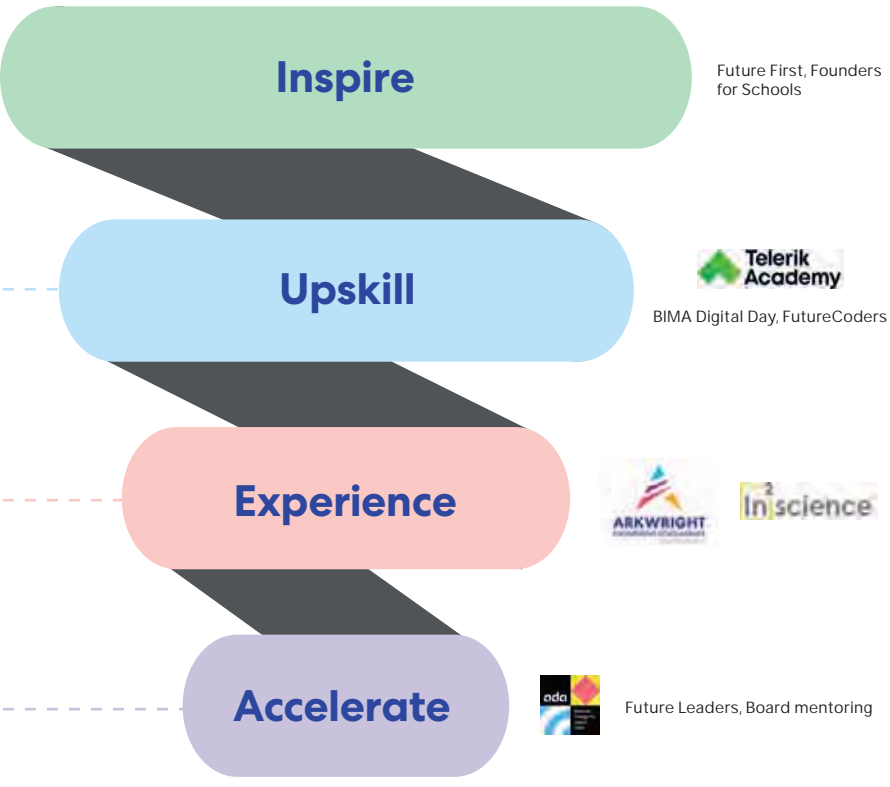 Inspire
Future First, Founders
for Schools
Upskill
Telerik
Academy
BIMA Digital Day, FutureCoders
Experience
ARKWRIGHT
In2science
Accelerate
ada
Future Leaders, Board mentoring